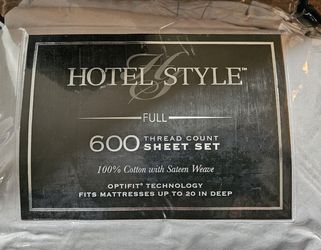 HS
HOTEL STYLE™
FULL
600 THREAD COUNT
SHEET SET
100% Cotton with Sateen Weave
OPTIFIT® TECHNOLOGY
FITS MATTRESSES UP TO 20 IN DEEP